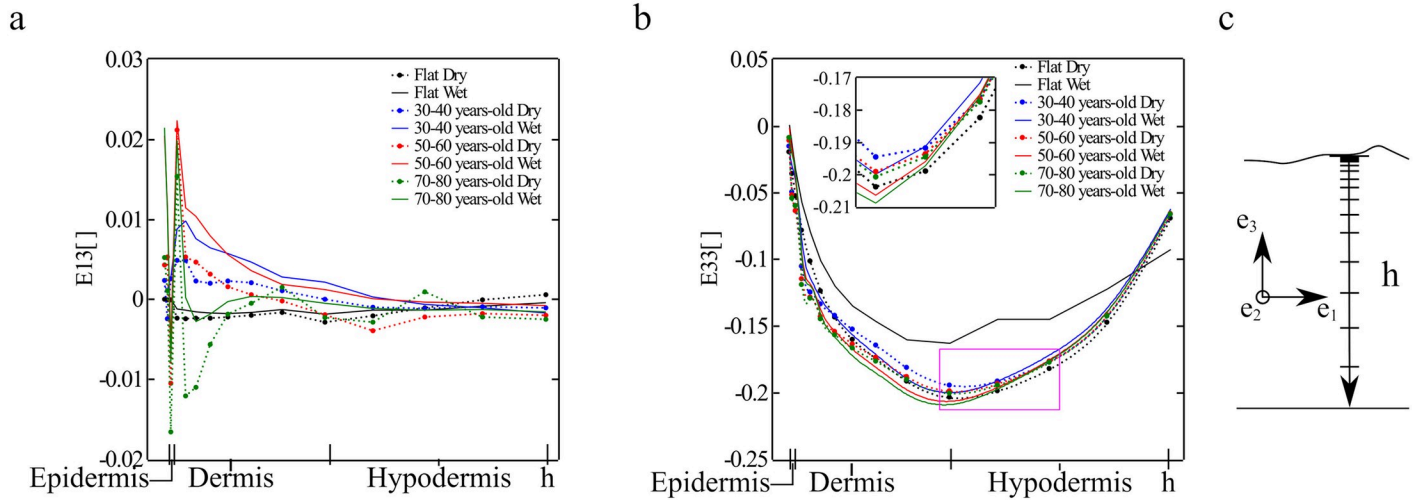 a
b
c
0.03
0.02
0.01
0
-0.01
-0.02
E13[]
Flat Dry
Flat Wet
30-40 years-old Dry
30-40 years-old Wet
50-60 years-old Dry
50-60 years-old Wet
70-80 years-old Dry
70-80 years-old Wet
Epidermis
Dermis
Hypodermis
h
0.05
0
-0.05
-0.1
-0.15
-0.2
-0.25
E33[]
-0.17
-0.18
-0.19
-0.2
-0.21
Flat Dry
Flat Wet
30-40 years-old Dry
30-40 years-old Wet
50-60 years-old Dry
50-60 years-old Wet
70-80 years-old Dry
70-80 years-old Wet
Epidermis
Dermis
Hypodermis
h
e3
e2
e1
h